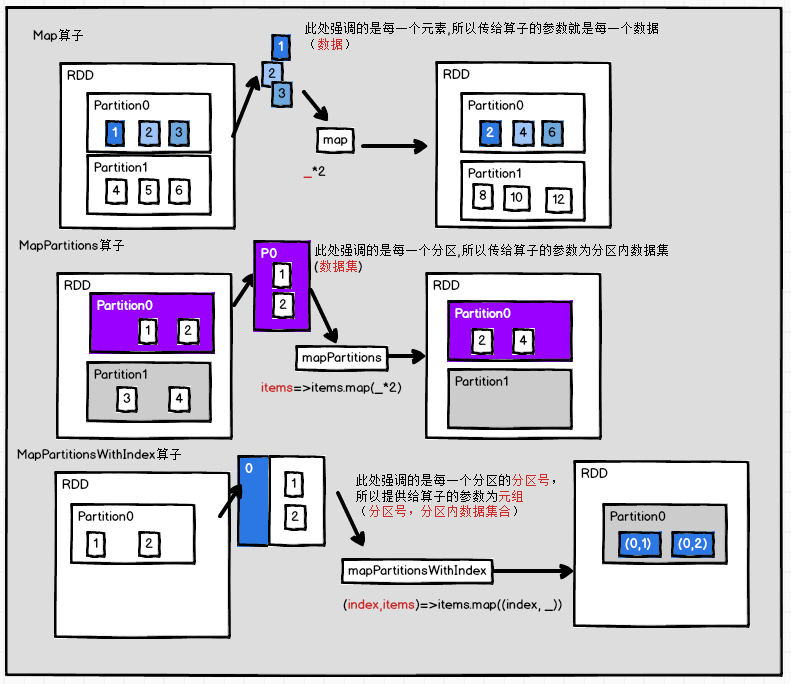 Map算子
此处强调的是每一个元素,所以传给算子的参数就是每一个数据
（数据）
1
2
3
RDD
Partition0
1 2 3
Partition1
4 5 6
map
_*2
RDD
Partition0
2 4 6
Partition1
8 10 12
MapPartitions算子
P0
1
2
此处强调的是每一个分区,所以传给算子的参数为分区内数据集
(数据集)
RDD
Partition0
1 2
Partition1
3 4
mapPartitions
items=>items.map(_*2)
RDD
Partition0
2 4
Partition1
MapPartitionsWithIndex算子
0
1
2
此处强调的是每一个分区的分区号，
所以提供给算子的参数为元组
（分区号，分区内数据集合）
RDD
Partition0
1 2
mapPartitionsWithIndex
(index,items)=>items.map((index, _))
RDD
Partition0
(0,1) (0,2)